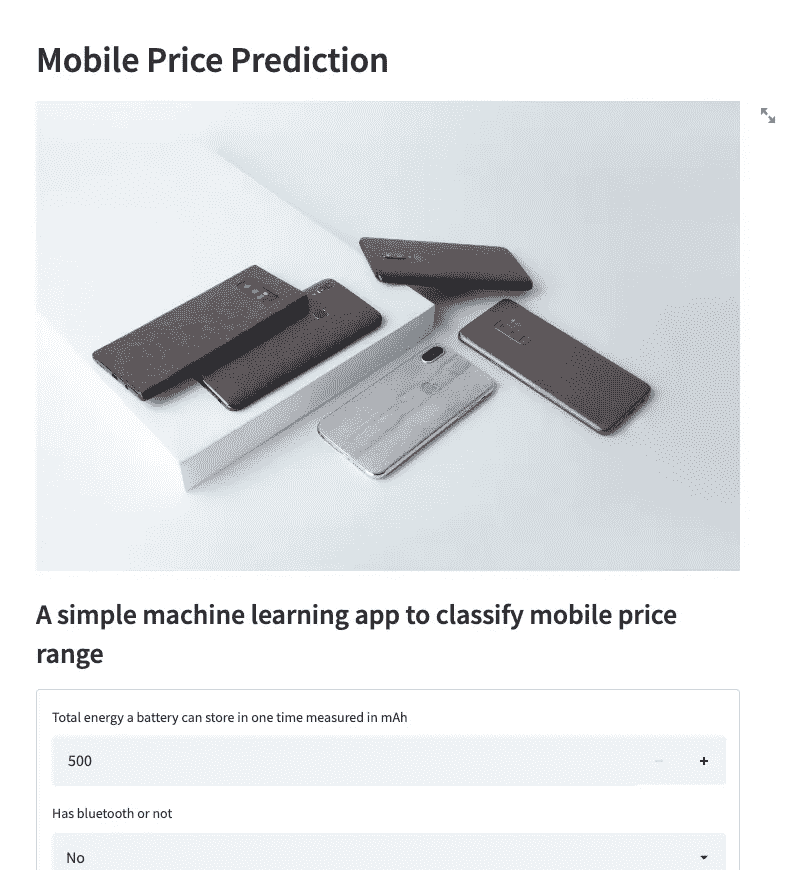 Mobile Price Prediction
A simple machine learning app to classify mobile price
range
Total energy a battery can store in one time measured in mAh
500
Has bluetooth or not
No